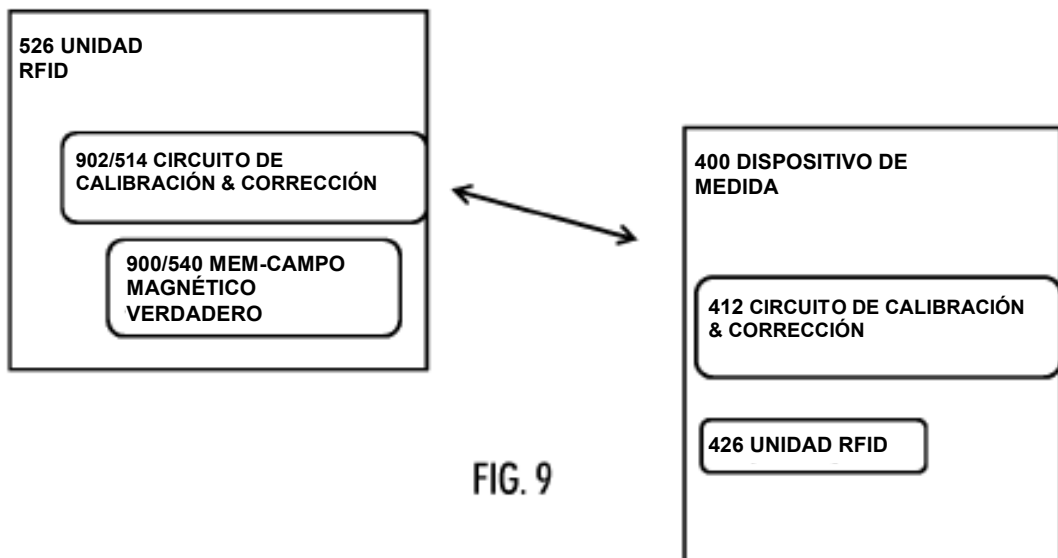 526 UNIDAD
RFID
902/514 CIRCUITO DE
CALIBRACIÓN & CORRECCIÓN
900/540 MEM-CAMPO
MAGNÉTICO
VERDADERO
400 DISPOSITIVO DE
MEDIDA
412 CIRCUITO DE CALIBRACIÓN
& CORRECCIÓN
426 UNIDAD RFID
FIG. 9